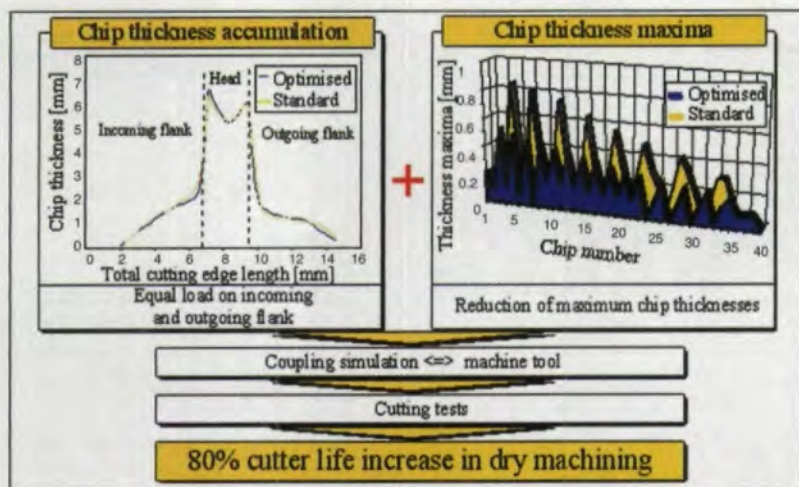 Chip thickness accumulation
Chip thickness [mm]
8
7
6
5
4
3
2
1
0
Head
Optimised
Standard
Incoming flank
Outgoing flank
0 2 4 6 8 10 12 14 16
Total cutting edge length [mm]
Equal load on incoming
and outgoing flank
+
Chip thickness maxima
Thickness maxima[mm]
1
0.8
0.6
0.4
0.2
0
Optimised
Standard
1 5 10 15 20 25 30 35 40
Chip number
Reduction of maximum chip thicknesses
Coupling simulation <=> machine tool
Cutting tests
80% cutter life increase in dry machining